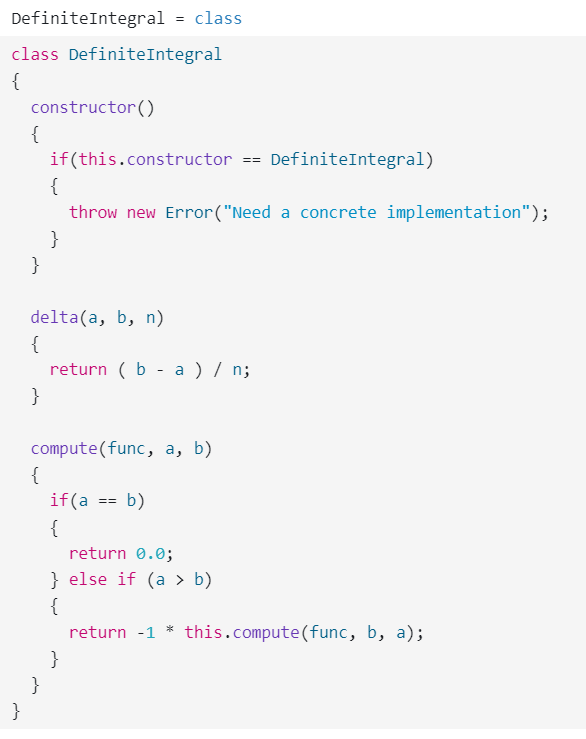 DefiniteIntegral = class
class DefiniteIntegral
{
  constructor()
  {
    if(this.constructor == DefiniteIntegral)
    {
      throw new Error("Need a concrete implementation");
    }
  }

  delta(a, b, n)
  {
    return ( b - a ) / n;
  }

  compute(func, a, b)
  {
    if(a == b)
    {
      return 0.0;
    } else if (a > b)
    {
      return -1 * this.compute(func, b, a);
    }
  }
}